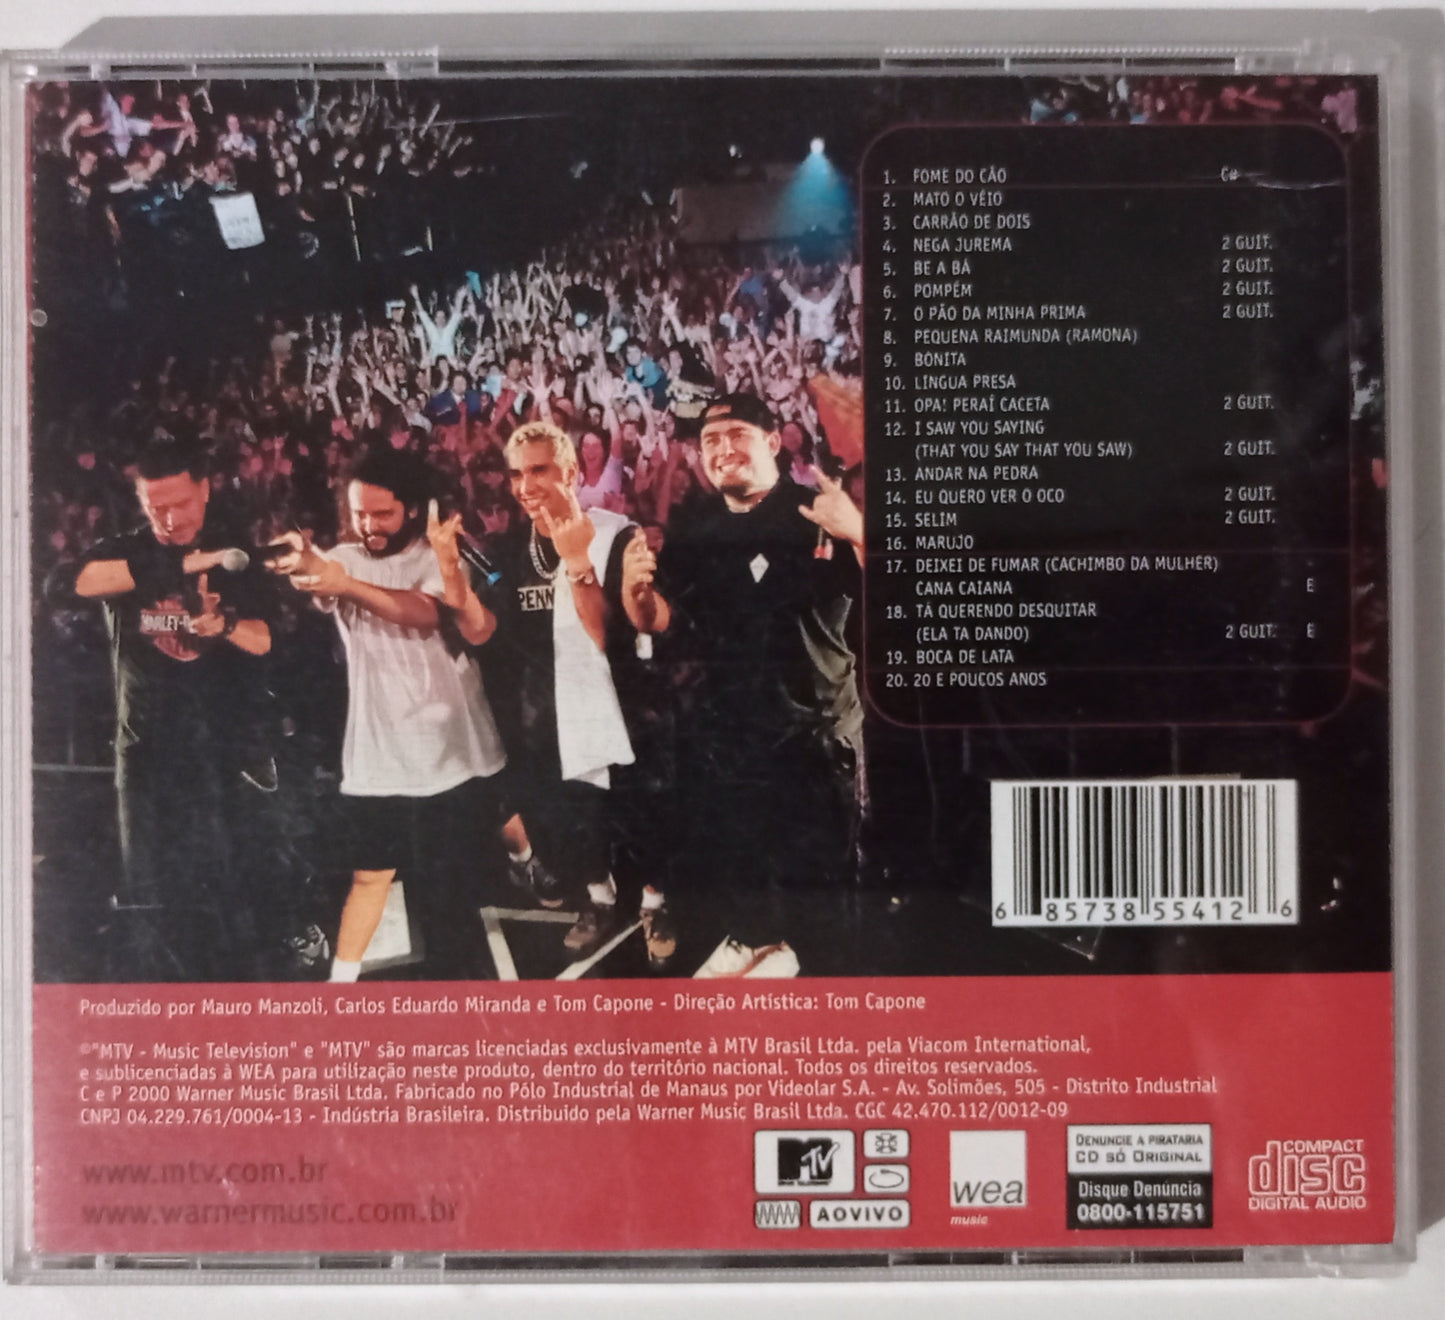 1. FOME DO CÃO C#
2. MATO O VÉIO
3. CARRÃO DE DOIS
4. NEGA JUREMA 2 GUIT.
5. BE A BÁ 2 GUIT.
6. POMPÉM 2 GUIT.
7. O PÃO DA MINHA PRIMA 2 GUIT.
8. PEQUENA RAIMUNDA (RAMONA)
9. BONITA
10. LÍNGUA PRESA
11. OPA! PERAÍ CACETA 2 GUIT.
12. I SAW YOU SAYING
(THAT YOU SAY THAT YOU SAW) 2 GUIT.
13. ANDAR NA PEDRA
14. EU QUERO VER O OCO 2 GUIT.
15. SELIM 2 GUIT.
16. MARUJO
17. DEIXEI DE FUMAR (CACHIMBO DA MULHER)
CANA CAIANA E
18. TÁ QUERENDO DESQUITAR
(ELA TA DANDO) 2 GUIT. E
19. BOCA DE LATA
20. 20 E POUCOS ANOS
PENN
6 85738 55412 6
Produzido por Mauro Manzoli, Carlos Eduardo Miranda e Tom Capone - Direção Artística: Tom Capone
©"MTV - Music Television" e "MTV" são marcas licenciadas exclusivamente à MTV Brasil Ltda. pela Viacom International,
e sublicenciadas à WEA para utilização neste produto, dentro do território nacional. Todos os direitos reservados.
C e P 2000 Warner Music Brasil Ltda. Fabricado no Pólo Industrial de Manaus por Videolar S.A. - Av. Solimões, 505 - Distrito Industrial
CNPJ 04.229.761/0004-13 - Indústria Brasileira. Distribuido pela Warner Music Brasil Ltda. CGC 42.470.112/0012-09
www.mtv.com.br
www.warnermusic.com.br
MTV
AO VIVO
wea
music
DENUNCIE A PIRATARIA
CD SÓ ORIGINAL
Disque Denúncia
0800-115751
COMPACT
disc
DIGITAL AUDIO